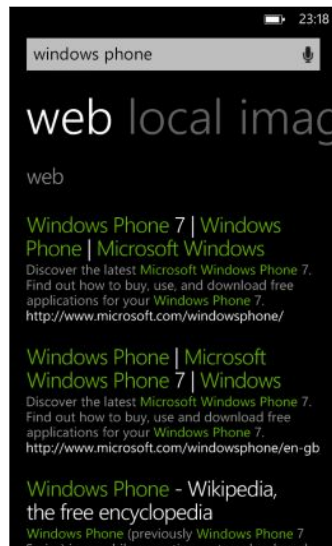 23:18
windows phone
web local imag
web
Windows Phone 7 | Windows
Phone | Microsoft Windows
Discover the latest Microsoft Windows Phone 7.
Find out how to buy, use, and download free
applications for your Windows Phone 7.
http://www.microsoft.com/windowsphone/
Windows Phone | Microsoft
Windows Phone 7 | Windows
Discover the latest Microsoft Windows Phone 7.
Find out how to buy, use and download free
applications for your Windows Phone 7.
http://www.microsoft.com/windowsphone/en-gb
Windows Phone - Wikipedia,
the free encyclopedia
Windows Phone (previously Windows Phone 7